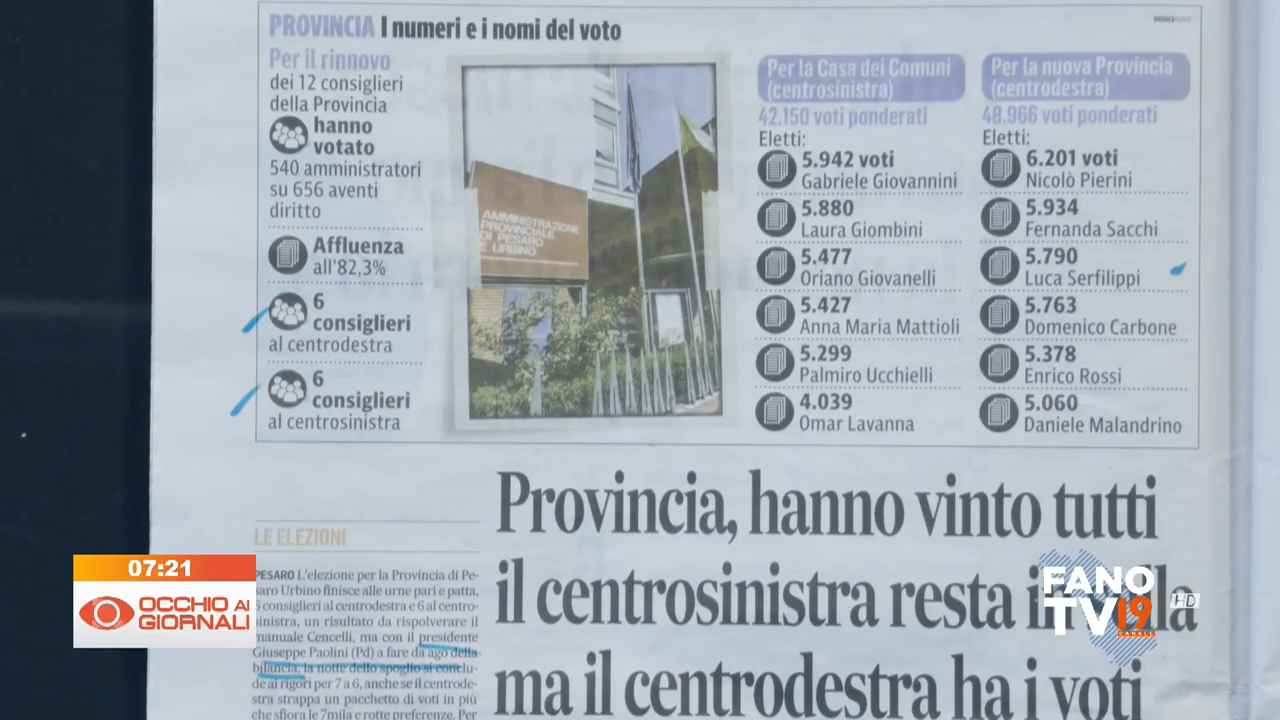 PROVINCIA I numeri e i nomi del voto
Per il rinnovo
dei 12 consiglieri
della Provincia
hanno
votato
540 amministratori
su 656 aventi
diritto
Affluenza
all'82,3%
6
consiglieri
al centrodestra
6
consiglieri
al centrosinistra
AMMINISTRAZIONE
PROVINCIALE
DI PESARO
E URBINO
Per la Casa dei Comuni
(centrosinistra)
42.150 voti ponderati
Eletti:
5.942 voti
Gabriele Giovannini
5.880
Laura Giombini
5.477
Oriano Giovanelli
5.427
Anna Maria Mattioli
5.299
Palmiro Ucchielli
4.039
Omar Lavanna
Per la nuova Provincia
(centrodestra)
48.966 voti ponderati
Eletti:
6.201 voti
Nicolò Pierini
5.934
Fernanda Sacchi
5.790
Luca Serfilippi
5.763
Domenico Carbone
5.378
Enrico Rossi
5.060
Daniele Malandrino
Provincia, hanno vinto tutti
il centrosinistra resta in
ma il centrodestra ha i voti
LE ELEZIONI
PESARO L'elezione per la Provincia di Pe-
saro Urbino finisce alle urne pari e patta,
6 consiglieri al centrodestra e 6 al centro-
sinistra, un risultato da rispolverare il
manuale Cencelli, ma con il presidente
Giuseppe Paolini (Pd) a fare da ago della
bilancia, la notte dello spoglio si conclu-
de ai rigori per 7 a 6, anche se il centrode-
stra strappa un pacchetto di voti in più
che sfiora le 7mila e rotte preferenze. Per
07:21
OCCHIO AI
GIORNALI
FANO
TV19 HD
CANALE